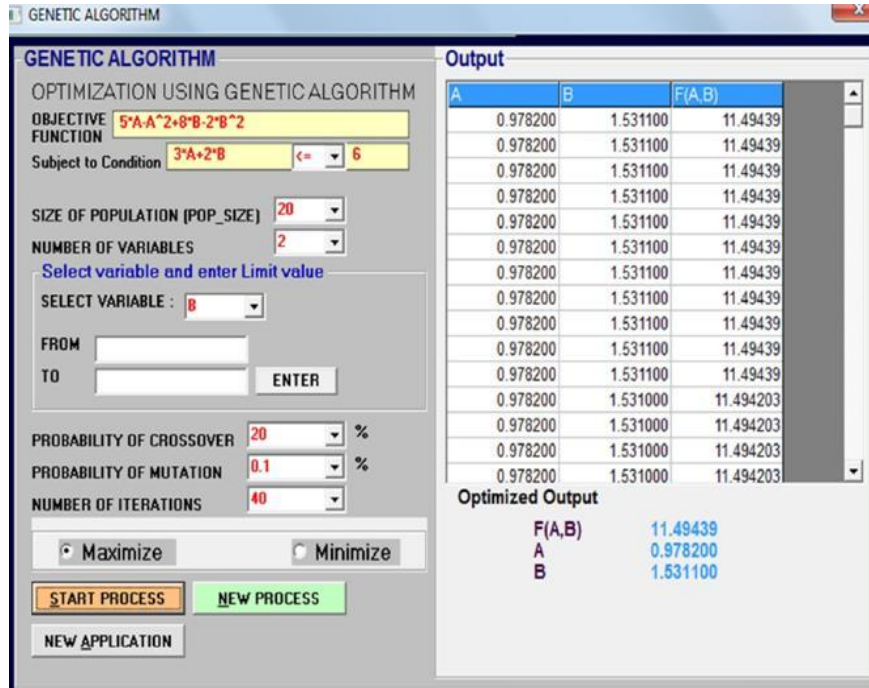 GENETIC ALGORITHM
X
GENETIC ALGORITHM
OPTIMIZATION USING GENETIC ALGORITHM
OBJECTIVE FUNCTION 5*A-A^2+8*B-2*B^2
Subject to Condition 3*A+2*B <= 6
SIZE OF POPULATION (POP_SIZE) 20
NUMBER OF VARIABLES 2
Select variable and enter Limit value
SELECT VARIABLE : B
FROM
TO ENTER
PROBABILITY OF CROSSOVER 20 %
PROBABILITY OF MUTATION 0.1 %
NUMBER OF ITERATIONS 40
Maximize Minimize
START PROCESS NEW PROCESS
NEW APPLICATION
Output
A B F(A,B)
0.978200 1.531100 11.49439
0.978200 1.531100 11.49439
0.978200 1.531100 11.49439
0.978200 1.531100 11.49439
0.978200 1.531100 11.49439
0.978200 1.531100 11.49439
0.978200 1.531100 11.49439
0.978200 1.531100 11.49439
0.978200 1.531100 11.49439
0.978200 1.531100 11.49439
0.978200 1.531100 11.49439
0.978200 1.531000 11.494203
0.978200 1.531000 11.494203
0.978200 1.531000 11.494203
0.978200 1.531000 11.494203
Optimized Output
F(A,B) 11.49439
A 0.978200
B 1.531100